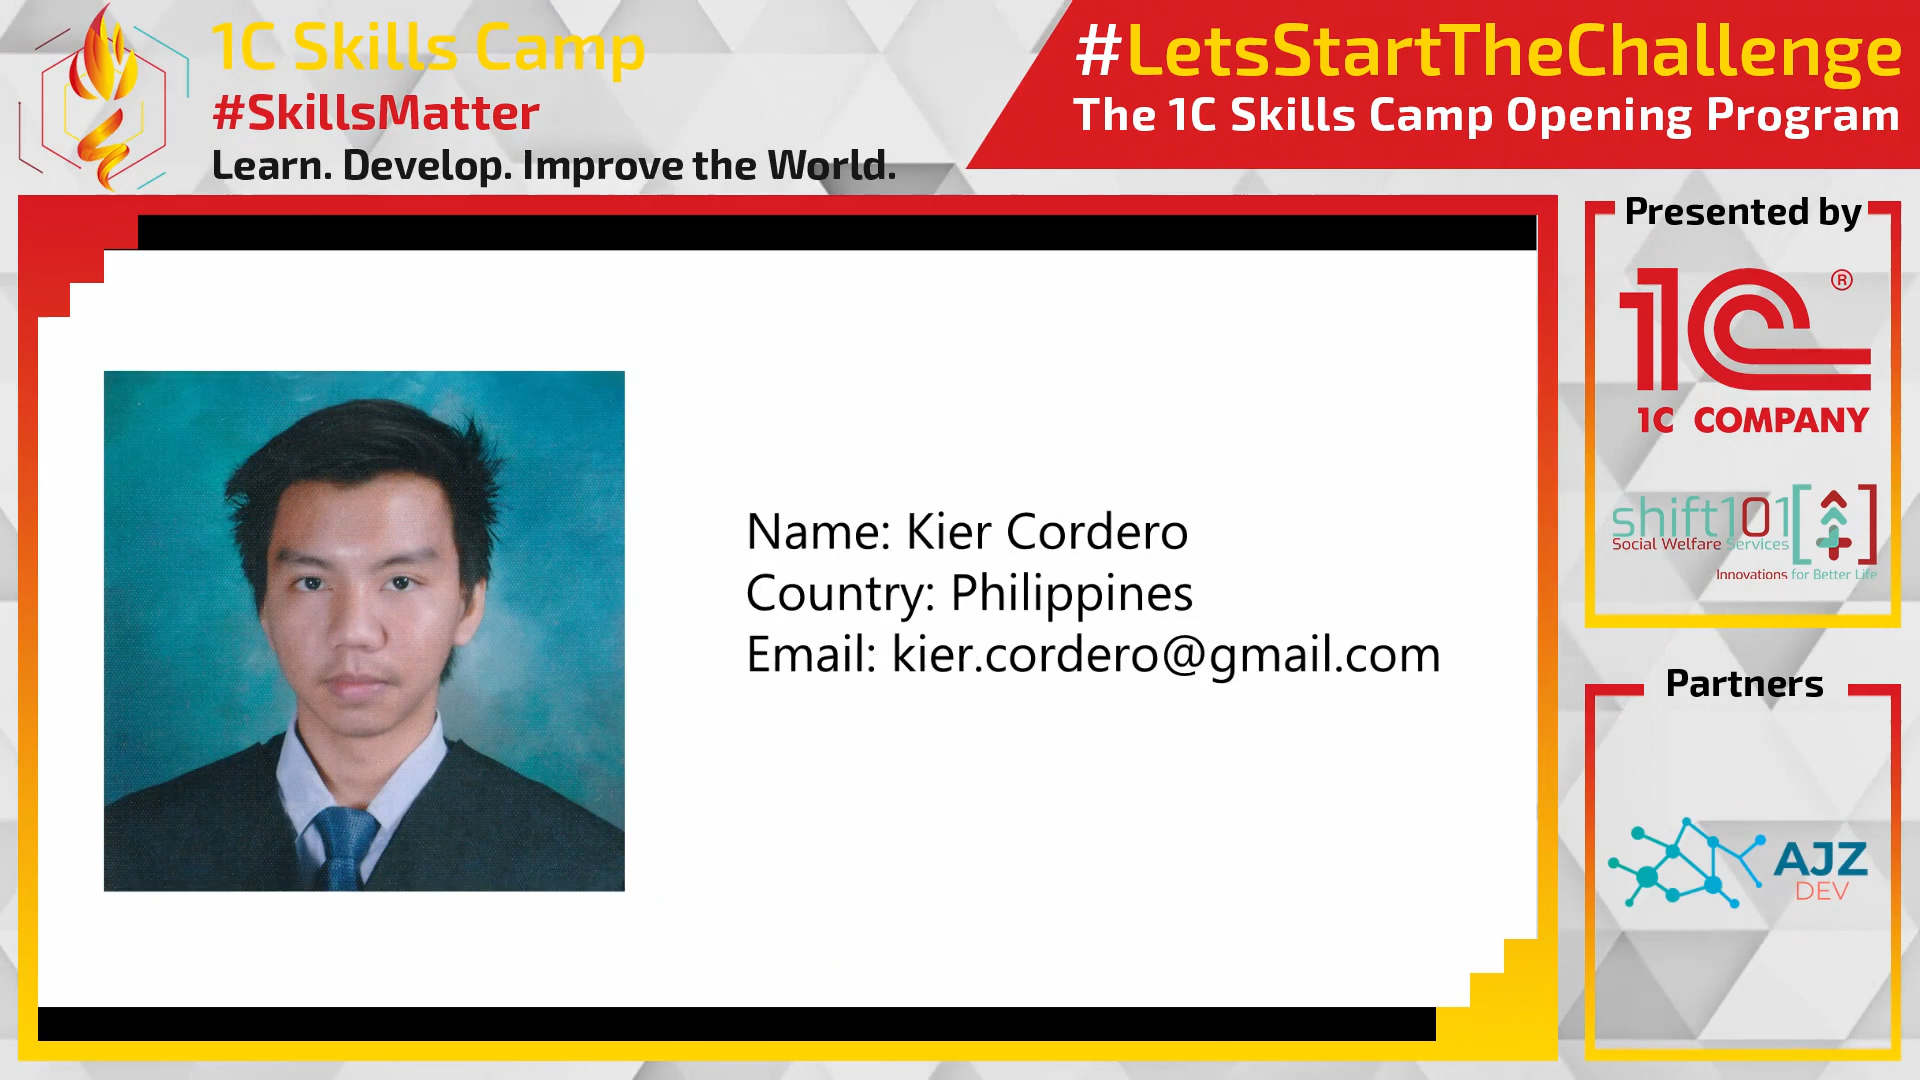 1C Skills Camp
#SkillsMatter
Learn. Develop. Improve the World.
#LetsStartTheChallenge
The 1C Skills Camp Opening Program
Name: Kier Cordero
Country: Philippines
Email: kier.cordero@gmail.com
Presented by
1C ®
1C COMPANY
shift101
Social Welfare Services
Innovations for Better Life
Partners
AJZ
DEV